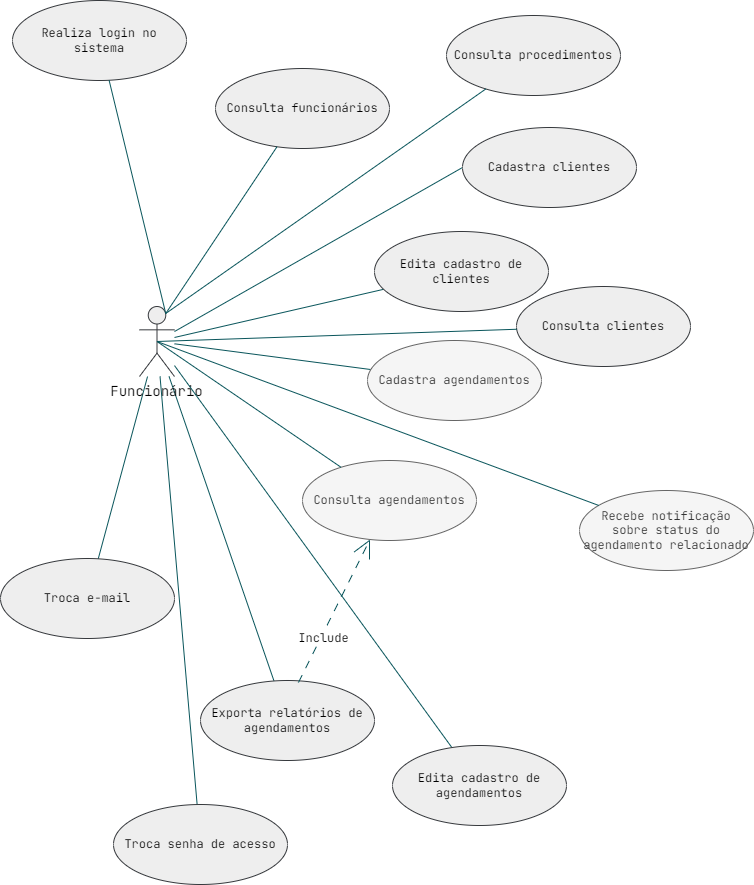 Realiza login no
sistema
Consulta procedimentos
Consulta funcionários
Cadastra clientes
Edita cadastro de
clientes
Consulta clientes
Cadastra agendamentos
Funcionário
Consulta agendamentos
Recebe notificação
sobre status do
agendamento relacionado
Troca e-mail
Include
Exporta relatórios de
agendamentos
Edita cadastro de
agendamentos
Troca senha de acesso